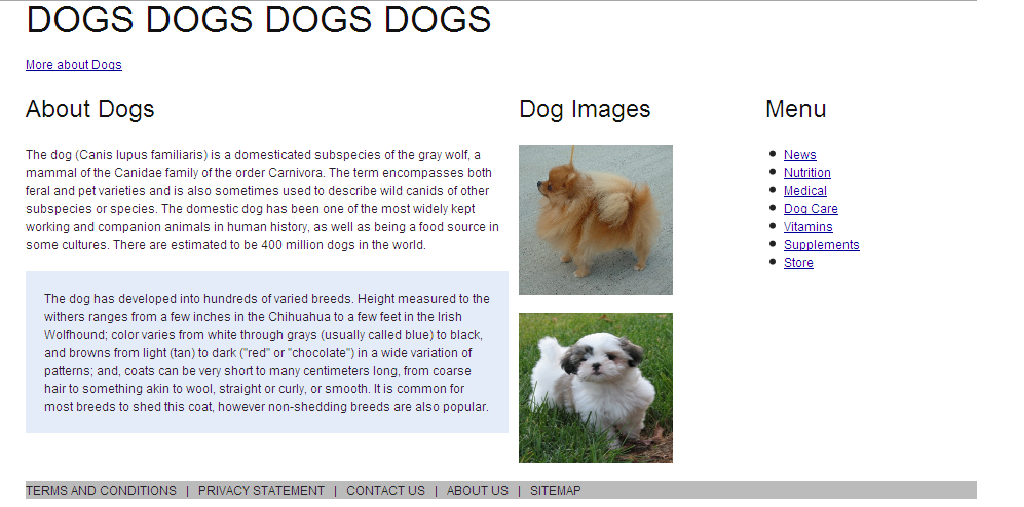 DOGS DOGS DOGS DOGS
More about Dogs
About Dogs
The dog (Canis lupus familiaris) is a domesticated subspecies of the gray wolf, a
mammal of the Canidae family of the order Carnivora. The term encompasses both
feral and pet varieties and is also sometimes used to describe wild canids of other
subspecies or species. The domestic dog has been one of the most widely kept
working and companion animals in human history, as well as being a food source in
some cultures. There are estimated to be 400 million dogs in the world.
The dog has developed into hundreds of varied breeds. Height measured to the
withers ranges from a few inches in the Chihuahua to a few feet in the Irish
Wolfhound; color varies from white through grays (usually called blue) to black,
and browns from light (tan) to dark ("red" or "chocolate") in a wide variation of
patterns; and, coats can be very short to many centimeters long, from coarse
hair to something akin to wool, straight or curly, or smooth. It is common for
most breeds to shed this coat, however non-shedding breeds are also popular.
Dog Images
Menu
News
Nutrition
Medical
Dog Care
Vitamins
Supplements
Store
TERMS AND CONDITIONS | PRIVACY STATEMENT | CONTACT US | ABOUT US | SITEMAP